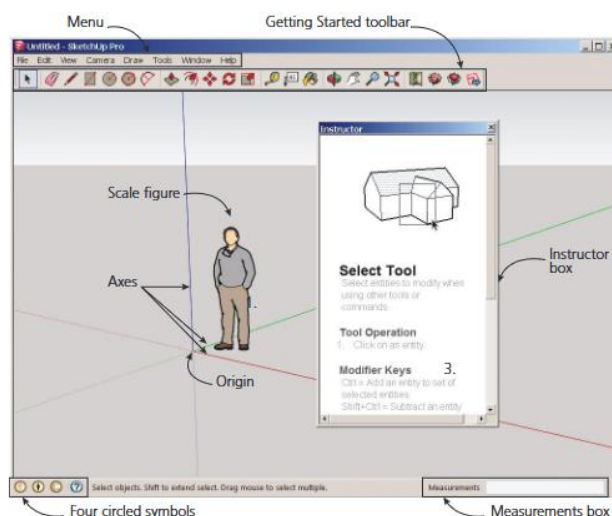 Menu
Getting Started toolbar
Untitled - SketchUp Pro
File Edit View Camera Draw Tools Window Help
Instructor
Scale figure
Select Tool
Select entities to modify when
using other tools or
commands.
Instructor
box
Axes
1.
Tool Operation
1. Click on an entity.
Origin
Modifier Keys
3.
Ctrl = Add an entity to set of
selected entities
Shift+Ctrl = Subtract an entity
Select objects. Shift to extend select. Drag mouse to select multiple.
Measurements
Four circled symbols
Measurements box